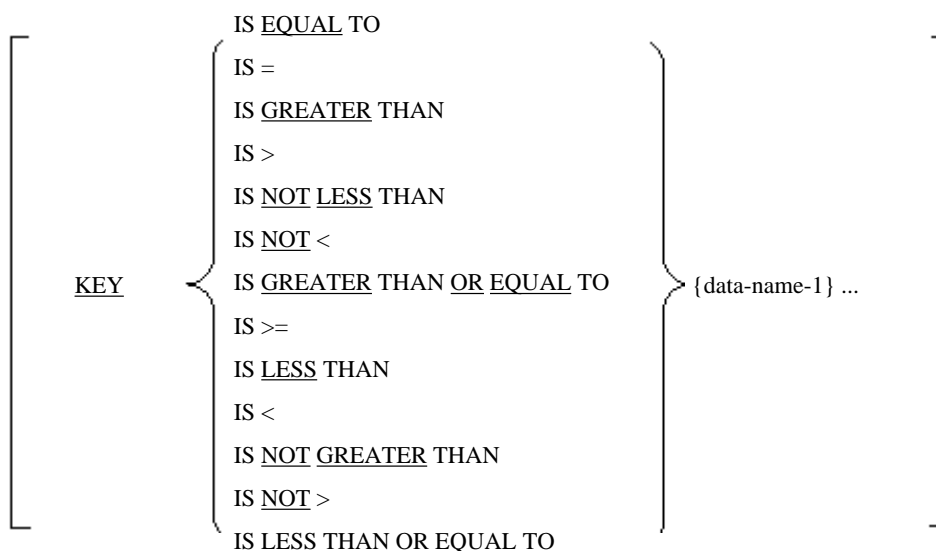 IS EQUAL TO
IS =
IS GREATER THAN
IS >
IS NOT LESS THAN
IS NOT <
KEY IS GREATER THAN OR EQUAL TO {data-name-1} ...
IS >=
IS LESS THAN
IS <
IS NOT GREATER THAN
IS NOT >
IS LESS THAN OR EQUAL TO